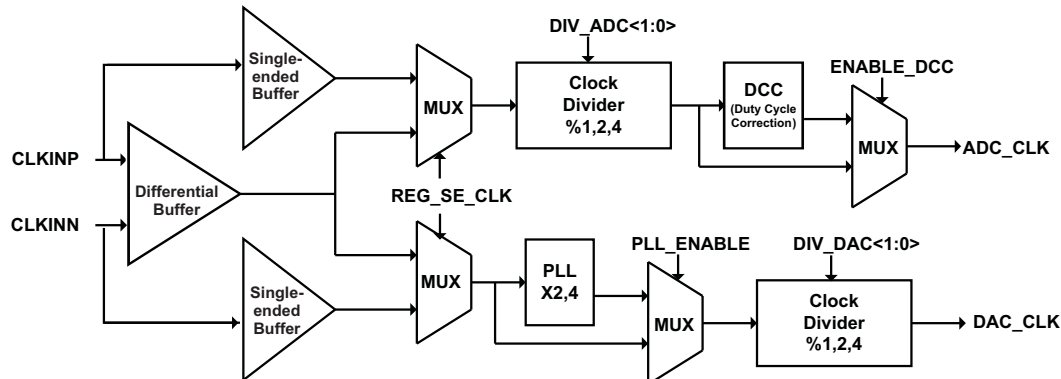 DIV_ADC<1:0>
Single-
ended
Buffer
MUX
Clock
Divider
%1,2,4
DCC
(Duty Cycle
Correction)
ENABLE_DCC
MUX
ADC_CLK
CLKINP
Differential
Buffer
CLKINN
REG_SE_CLK
Single-
ended
Buffer
MUX
PLL
X2,4
PLL_ENABLE
MUX
DIV_DAC<1:0>
Clock
Divider
%1,2,4
DAC_CLK